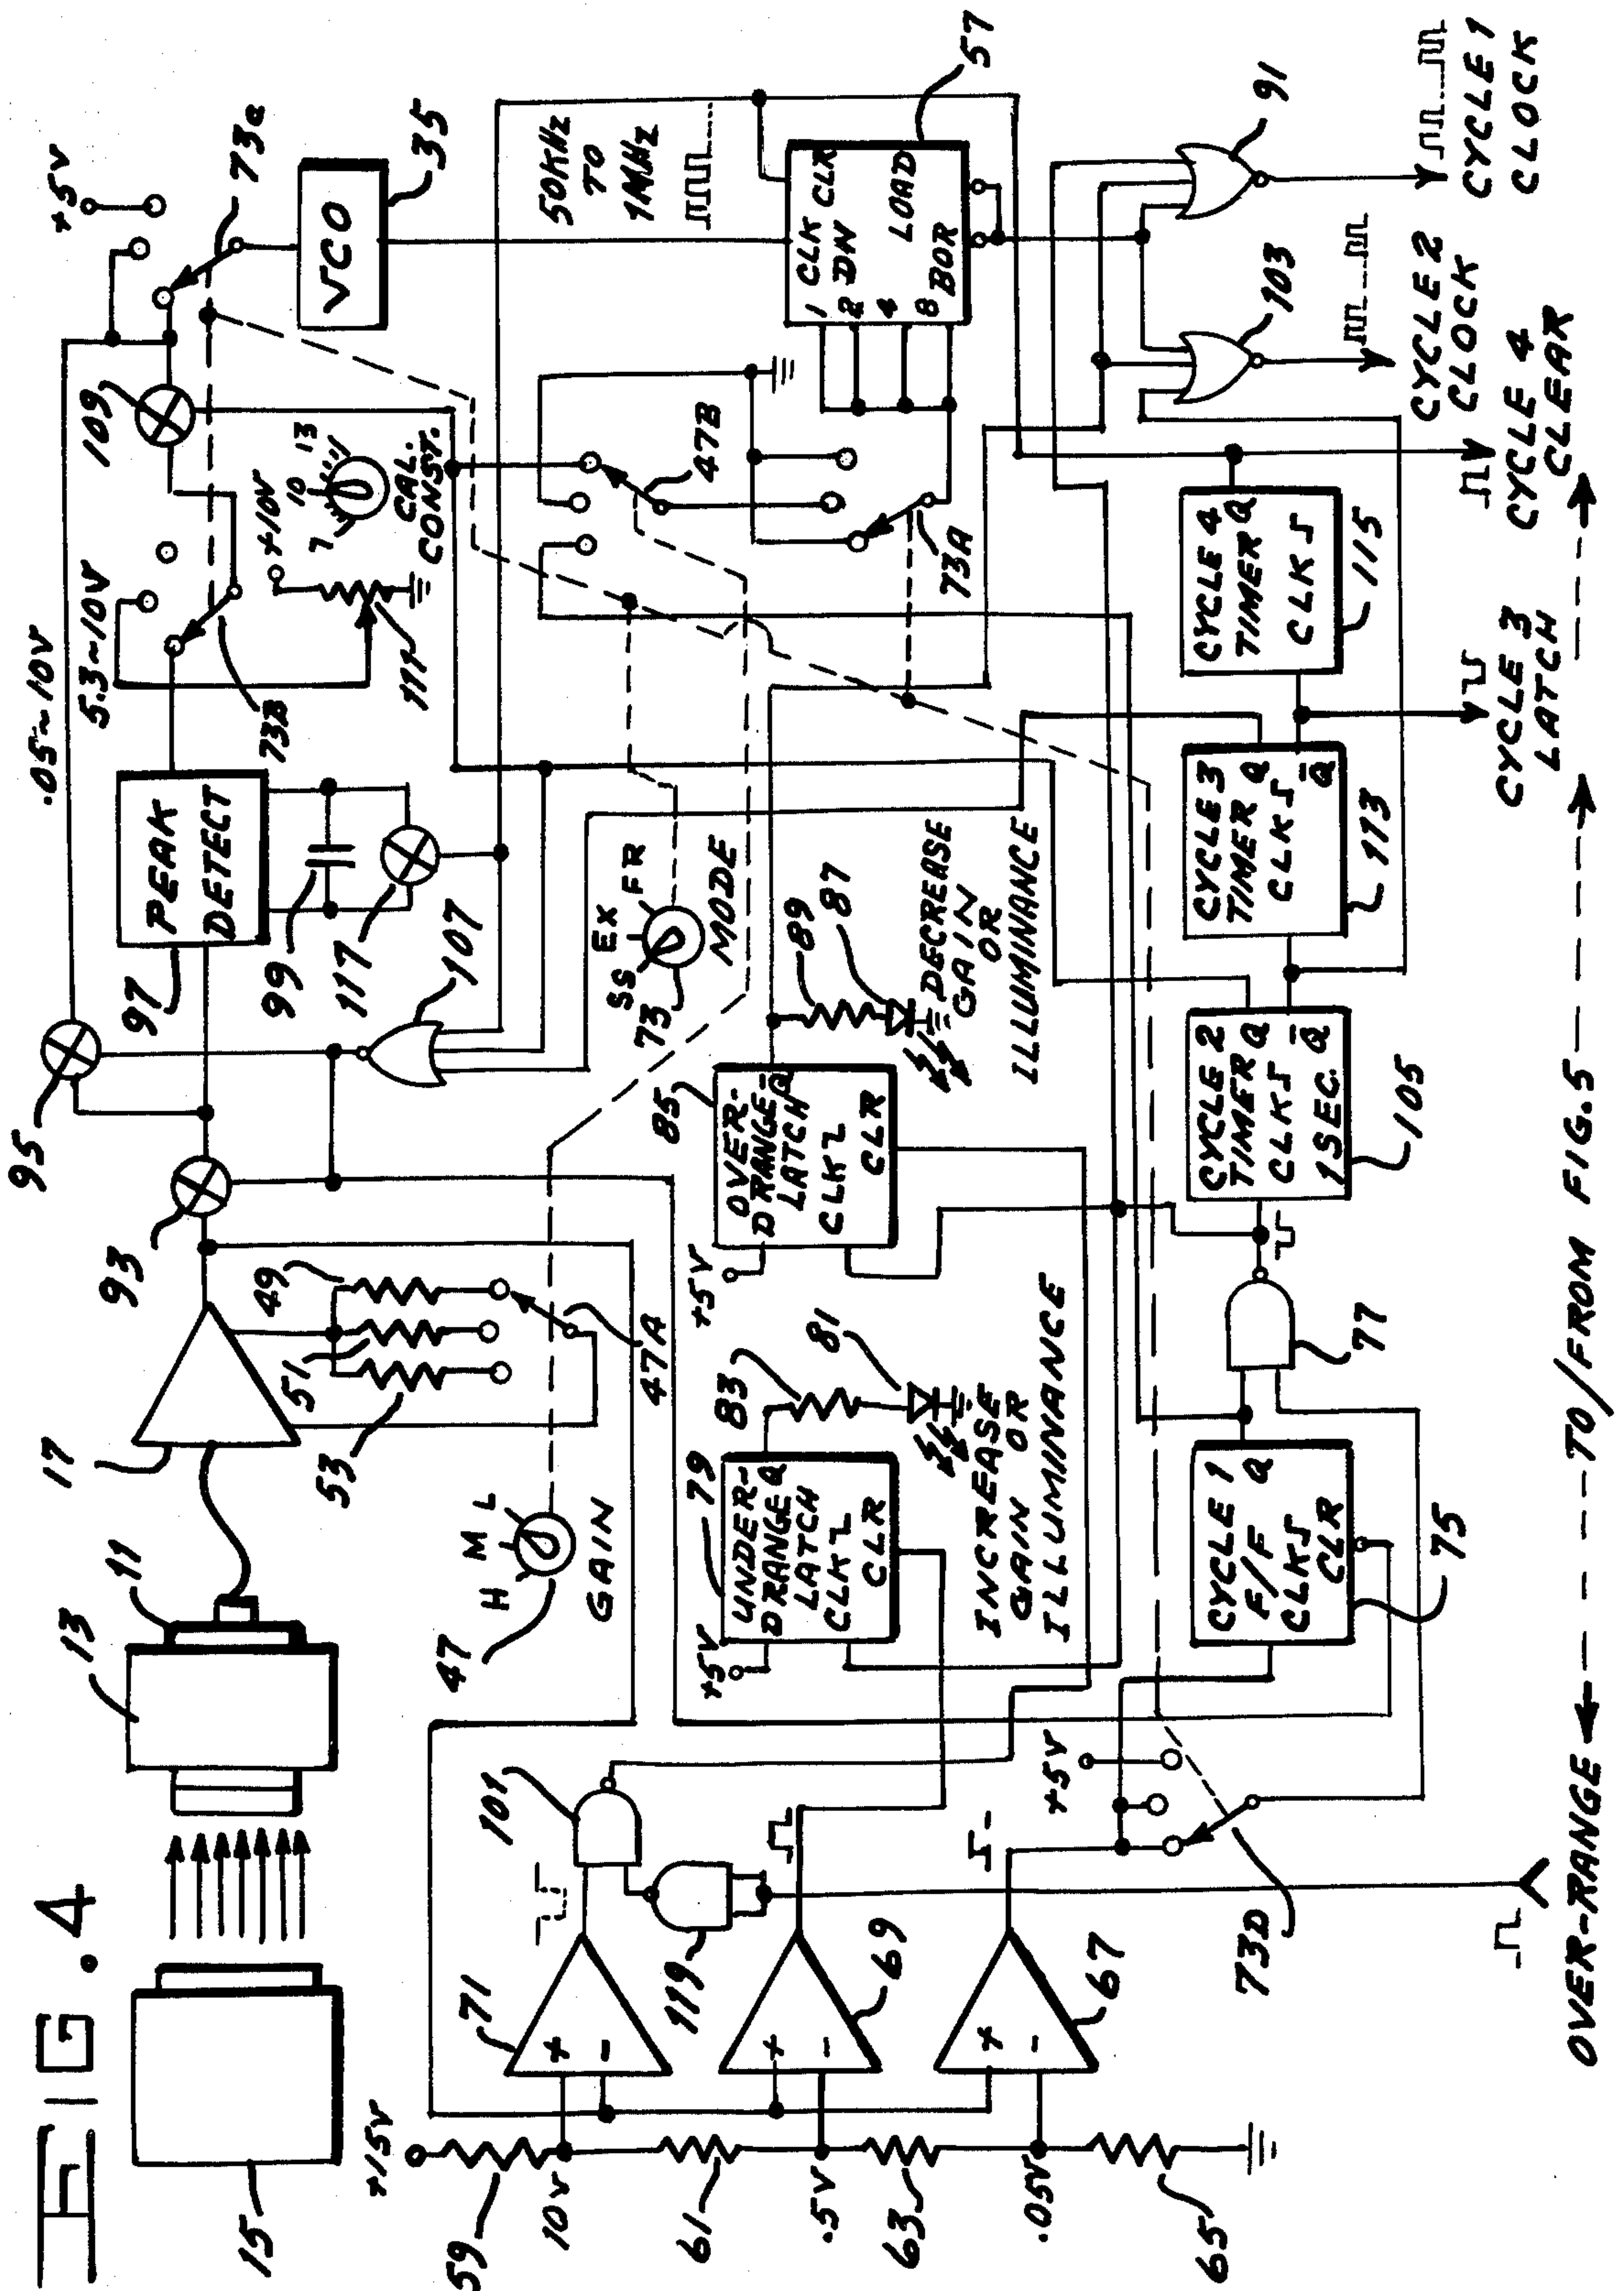 FIG. 4
15
13
11
17
93
95
97
PEAK
DETECT
.05~10V
5.3~10V
109
+5V
73a
VCO
35
50KHz
TO
1MHz
99
117
107
73B
111
+10V
7 10 13
CAL.
CONST.
49
51
53
47A
H M L
47
GAIN
SS EX FR
73
MODE
47B
73A
1 CLK CLR
2 DN
4 LOAD
8 BOR
57
+15V
59
10V
61
.5V
63
.05V
65
71
+
-
69
+
-
67
+
-
101
119
+5V
79
UNDER-
D RANGE Q
LATCH
CLK
CLR
83
81
INCREASE
GAIN OR
ILLUMINANCE
+5V
85
OVER-
D RANGE Q̄
LATCH
CLK
CLR
89
87
DECREASE
GAIN
OR
ILLUMINANCE
+5V
73D
CYCLE 1
F/F Q
CLK
CLR
75
77
CYCLE 2
TIMER Q
CLK Q̄
1SEC.
105
CYCLE 3
TIMER Q
CLK Q̄
113
CYCLE 4
TIMER Q
CLK
115
103
91
OVER-RANGE
TO/FROM FIG.5
CYCLE 3
LATCH
CYCLE 4
CLEAR
CYCLE 2
CLOCK
CYCLE 1
CLOCK